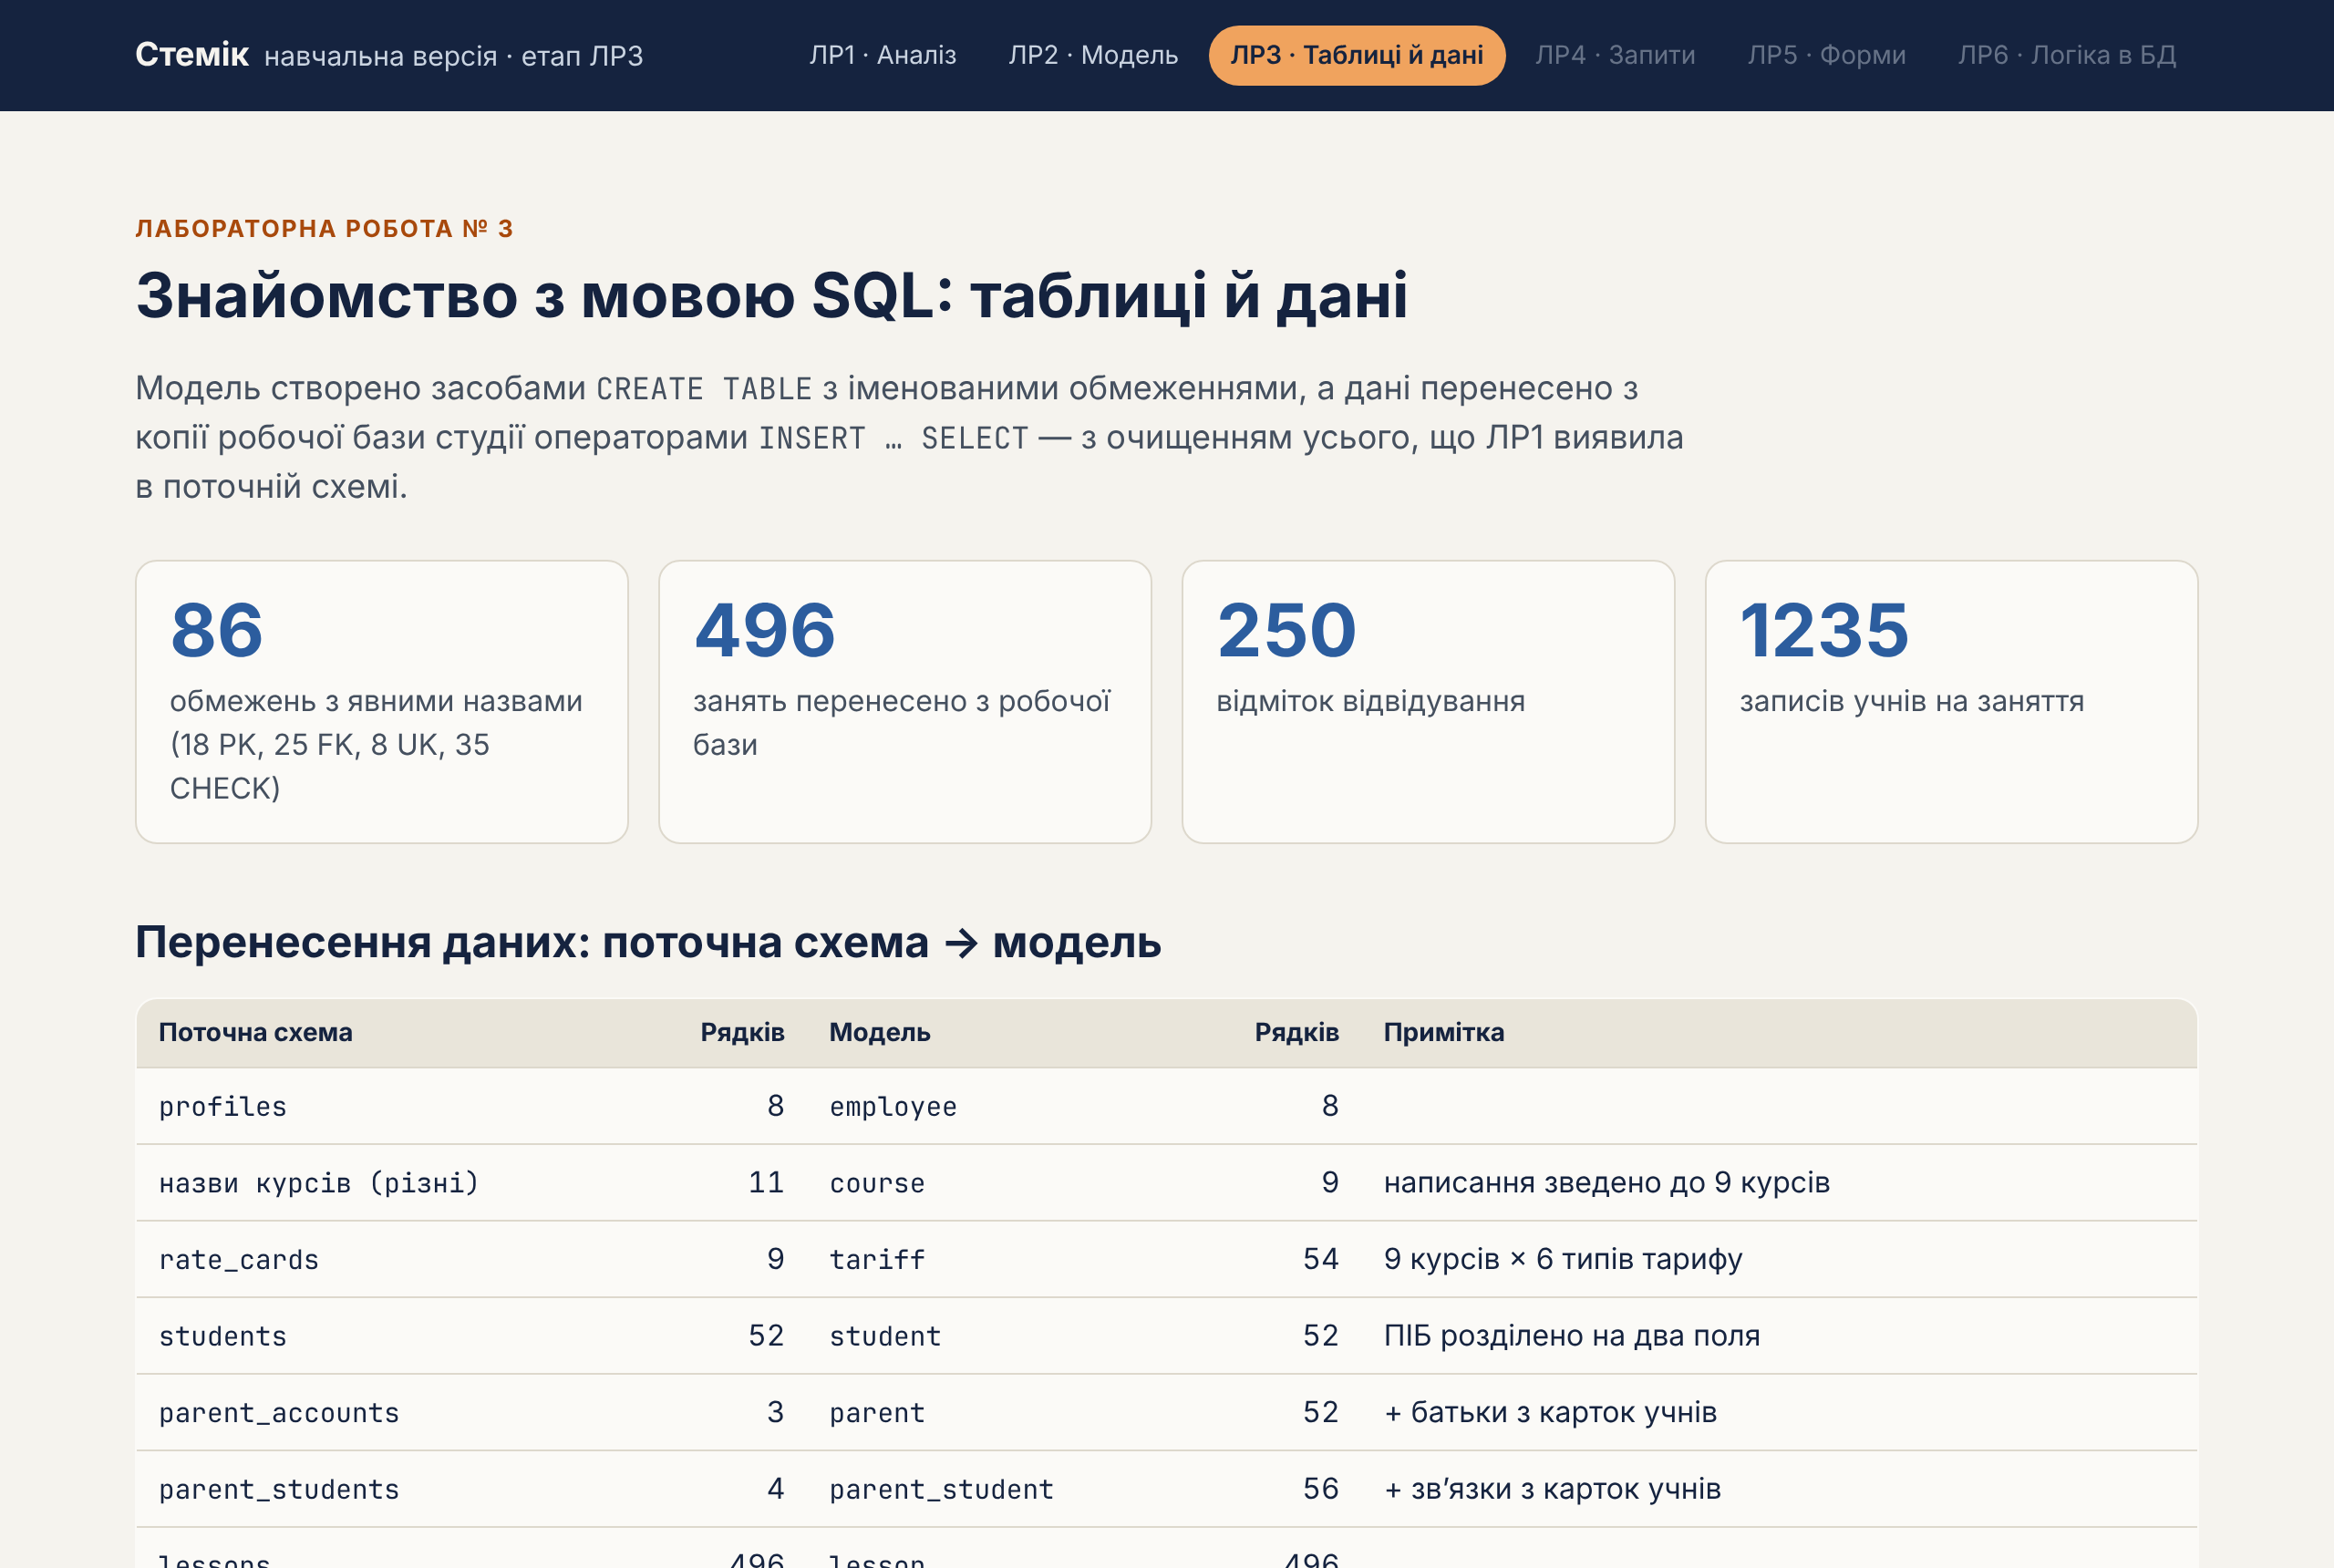 Стемік навчальна версія · етап ЛР3 ЛР1 · Аналіз ЛР2 · Модель ЛР3 · Таблиці й дані ЛР4 · Запити ЛР5 · Форми ЛР6 · Логіка в БД
ЛАБОРАТОРНА РОБОТА № 3
Знайомство з мовою SQL: таблиці й дані
Модель створено засобами CREATE TABLE з іменованими обмеженнями, а дані перенесено з
копії робочої бази студії операторами INSERT … SELECT — з очищенням усього, що ЛР1 виявила
в поточній схемі.
86
обмежень з явними назвами
(18 PK, 25 FK, 8 UK, 35
CHECK)
496
занять перенесено з робочої
бази
250
відміток відвідування
1235
записів учнів на заняття
Перенесення даних: поточна схема → модель
Поточна схема Рядків Модель Рядків Примітка
profiles 8 employee 8
назви курсів (різні) 11 course 9 написання зведено до 9 курсів
rate_cards 9 tariff 54 9 курсів × 6 типів тарифу
students 52 student 52 ПІБ розділено на два поля
parent_accounts 3 parent 52 + батьки з карток учнів
parent_students 4 parent_student 56 + зв’язки з карток учнів
lessons 496 lesson 496